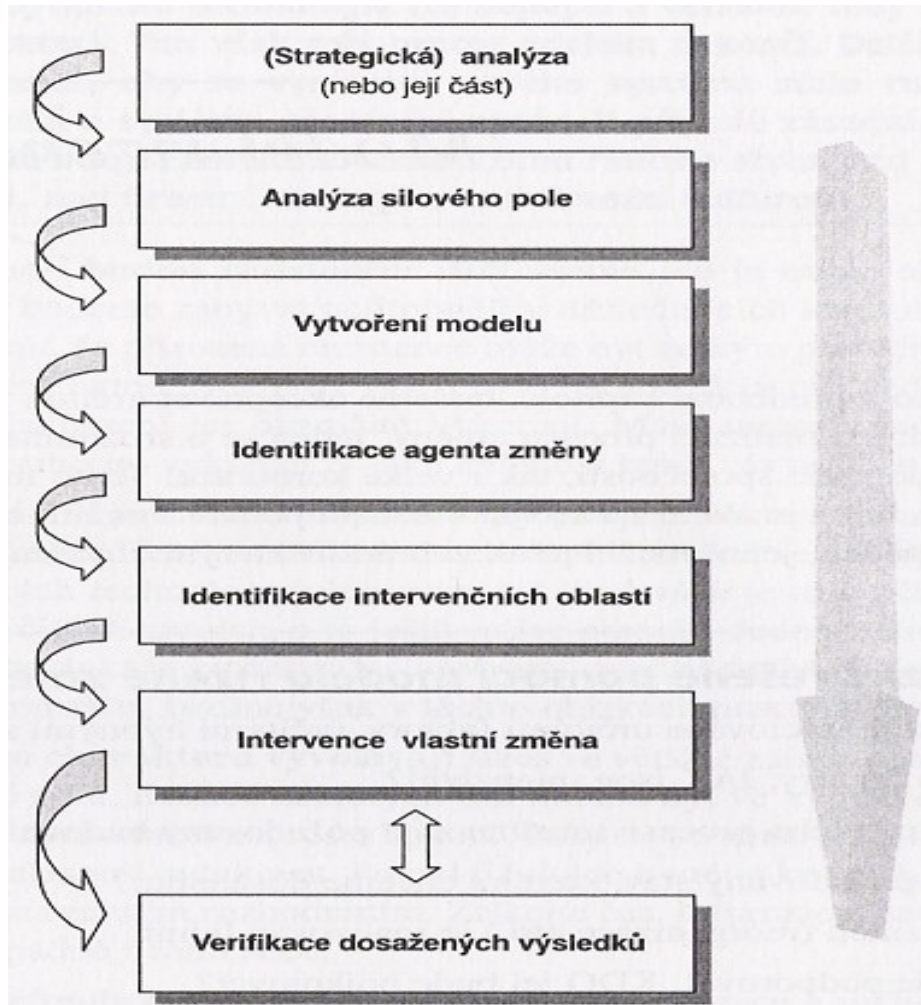 (Strategická) analýza
(nebo její část)
Analýza silového pole
Vytvoření modelu
Identifikace agenta změny
Identifikace intervenčních oblastí
Intervence vlastní změna
Verifikace dosažených výsledků